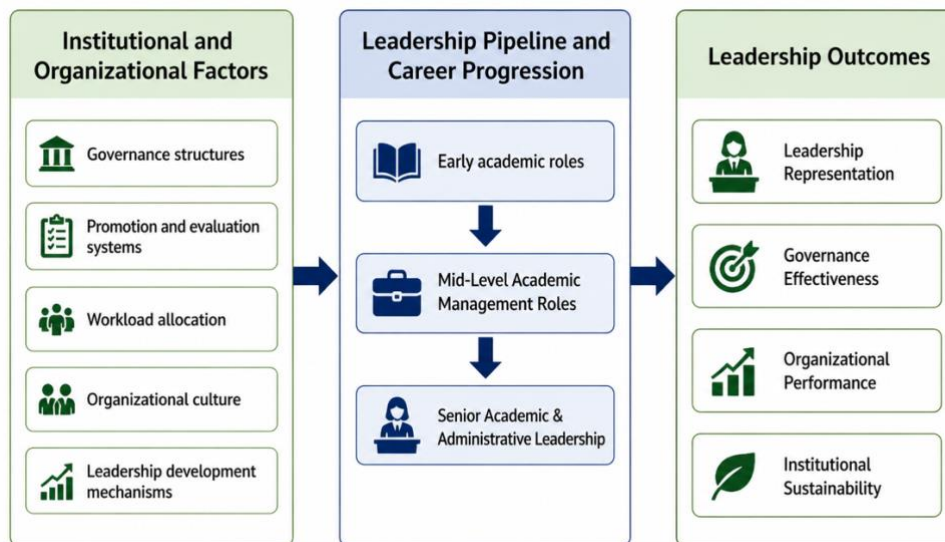 Institutional and
Organizational Factors
Governance structures
Promotion and evaluation
systems
Workload allocation
Organizational culture
Leadership development
mechanisms
Leadership Pipeline and
Career Progression
Early academic roles
Mid-Level Academic
Management Roles
Senior Academic &
Administrative Leadership
Leadership Outcomes
Leadership
Representation
Governance
Effectiveness
Organizational
Performance
Institutional
Sustainability